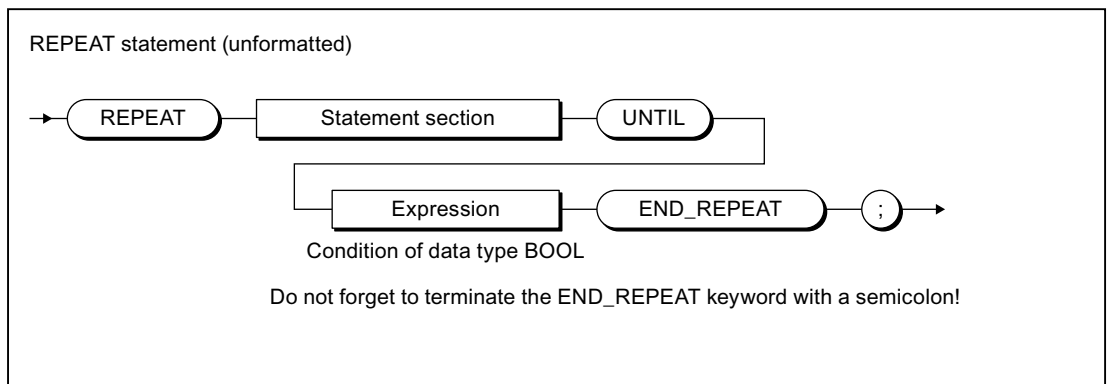 REPEAT statement (unformatted)
REPEAT Statement section UNTIL
Expression END_REPEAT ;
Condition of data type BOOL
Do not forget to terminate the END_REPEAT keyword with a semicolon!